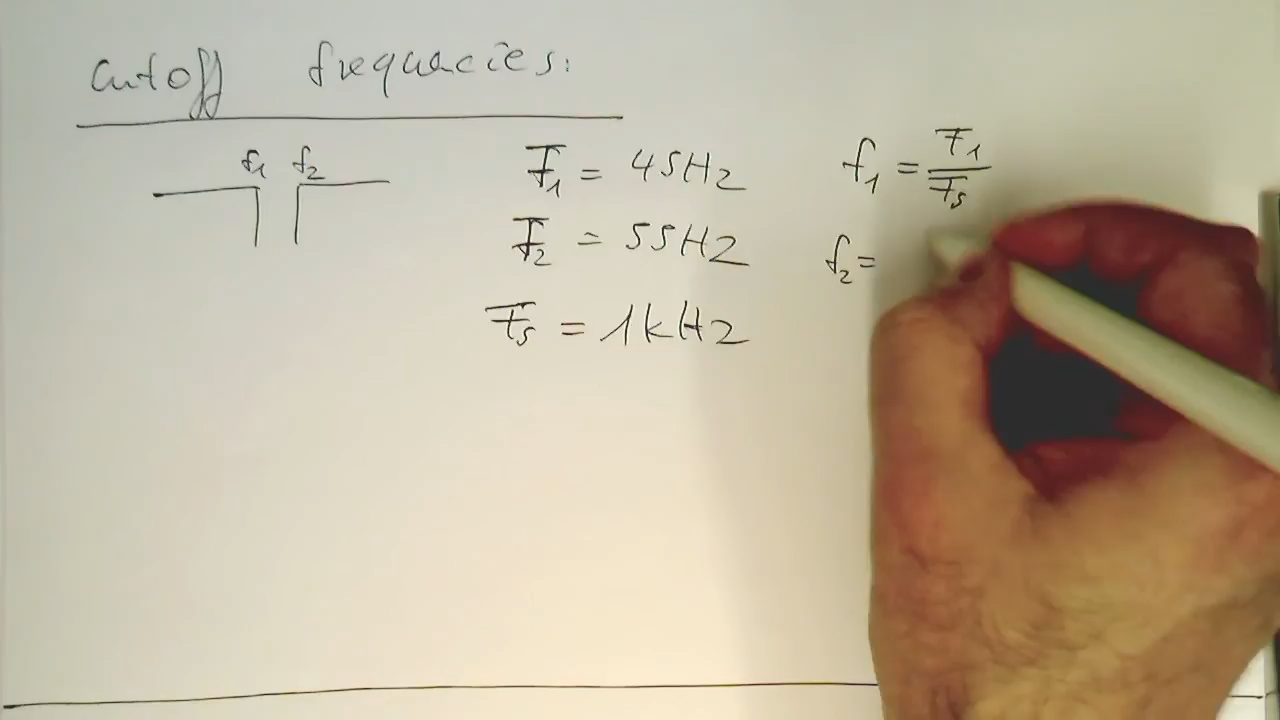 Cutoff frequencies:
f1 f2
F1 = 45Hz
f1 = F1/Fs
F2 = 55Hz
f2=
Fs = 1kHz